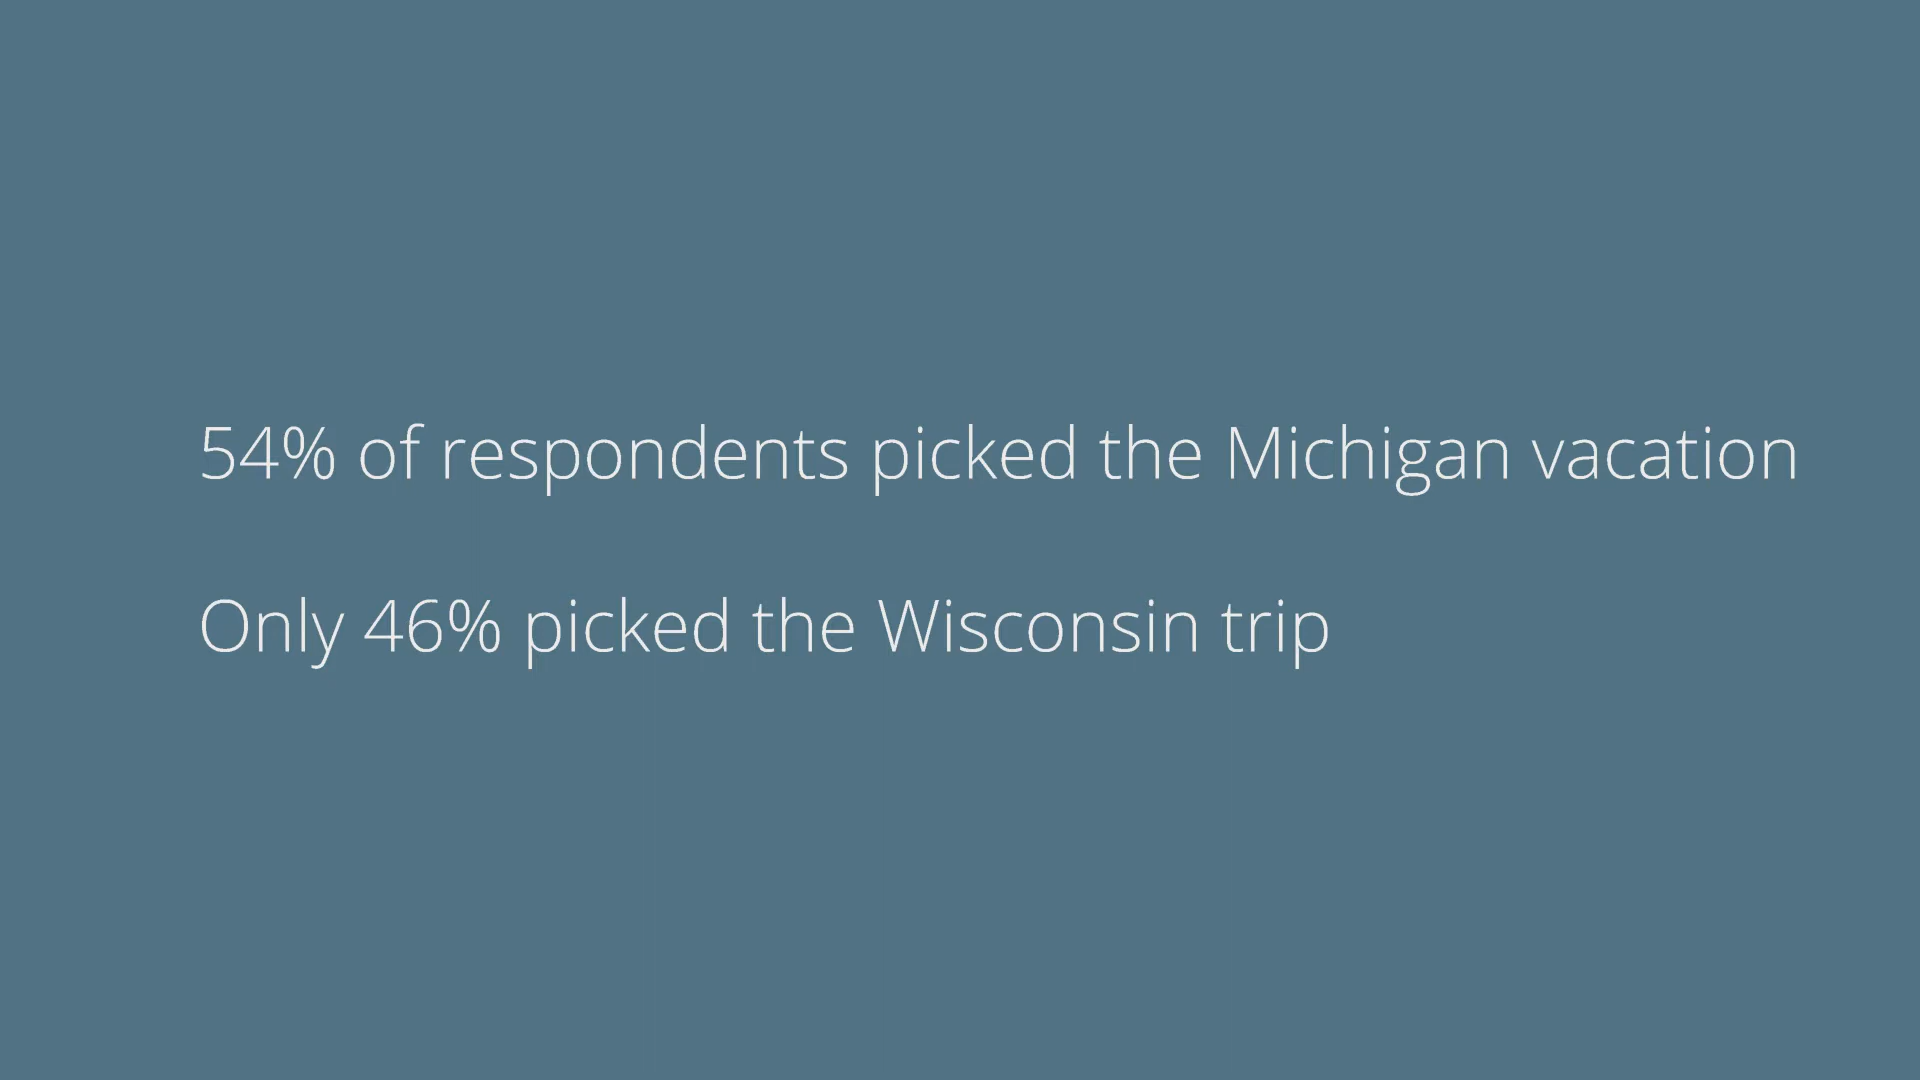 54% of respondents picked the Michigan vacation
Only 46% picked the Wisconsin trip